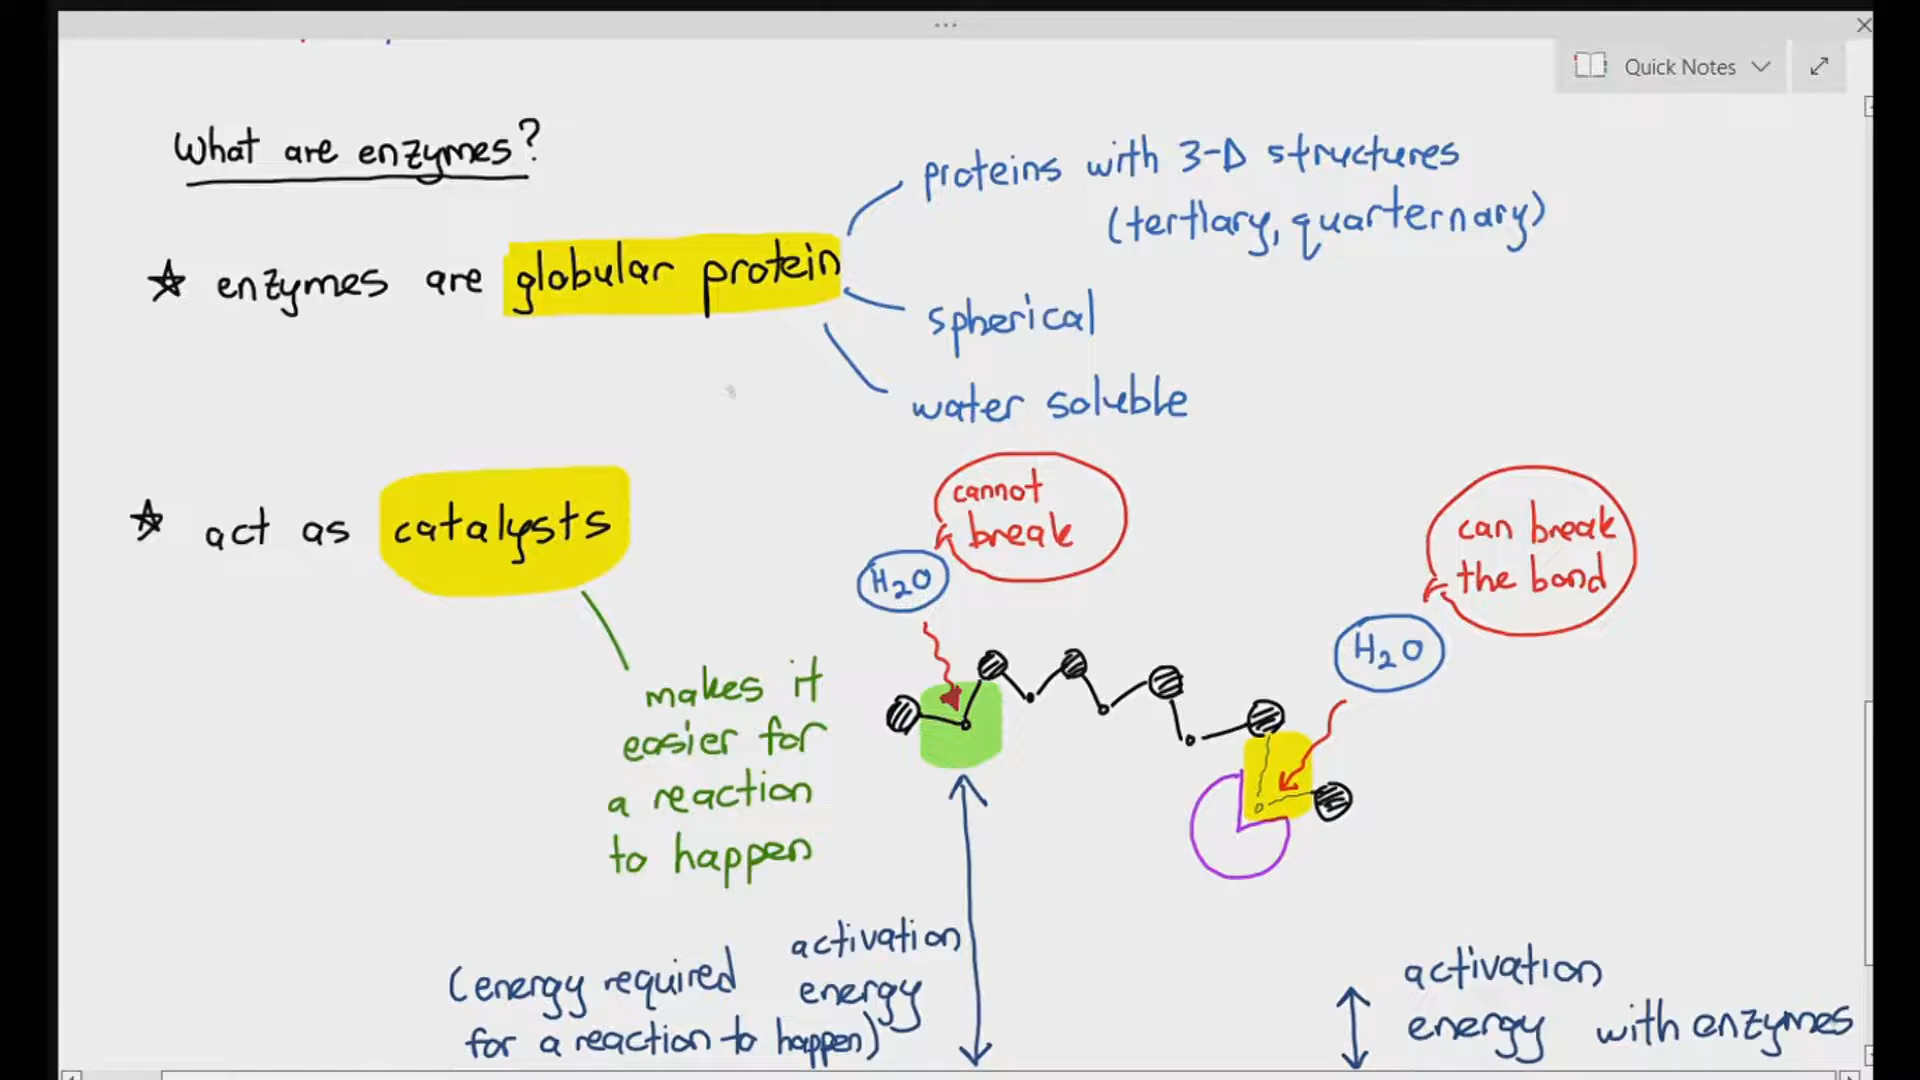 Quick Notes
What are enzymes?
proteins with 3-D structures
(tertiary, quarternary)
☆ enzymes are globular protein
spherical
water soluble
☆ act as catalysts
cannot
break
H2O
can break
the bond
H2O
makes it
easier for
a reaction
to happen
activation
energy
(energy required
for a reaction to happen)
activation
energy with enzymes